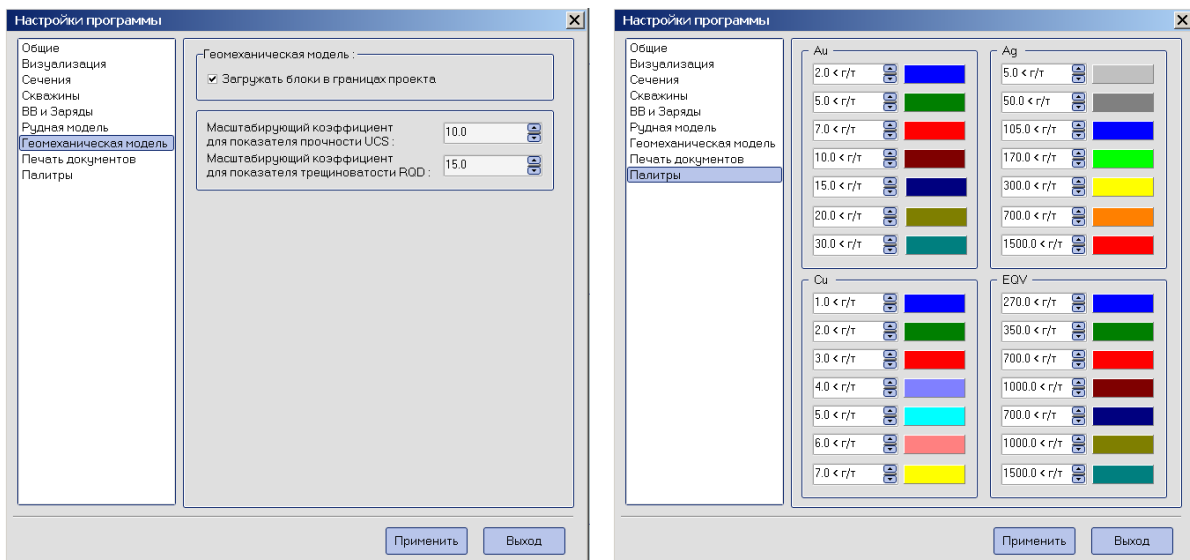 Настройки программы
Общие
Визуализация
Сечения
Скважины
ВВ и Заряды
Рудная модель
Геомеханическая модель
Печать документов
Палитры
Геомеханическая модель :
Загружать блоки в границах проекта
Масштабирующий коэффициент
для показателя прочности UCS :
10.0
Масштабирующий коэффициент
для показателя трещиноватости RQD :
15.0
Применить
Выход
Настройки программы
Общие
Визуализация
Сечения
Скважины
ВВ и Заряды
Рудная модель
Геомеханическая модель
Печать документов
Палитры
Au
2.0 < г/т
5.0 < г/т
7.0 < г/т
10.0 < г/т
15.0 < г/т
20.0 < г/т
30.0 < г/т
Ag
5.0 < г/т
50.0 < г/т
105.0 < г/т
170.0 < г/т
300.0 < г/т
700.0 < г/т
1500.0 < г/т
Cu
1.0 < г/т
2.0 < г/т
3.0 < г/т
4.0 < г/т
5.0 < г/т
6.0 < г/т
7.0 < г/т
EQV
270.0 < г/т
350.0 < г/т
700.0 < г/т
1000.0 < г/т
700.0 < г/т
1000.0 < г/т
1500.0 < г/т
Применить
Выход